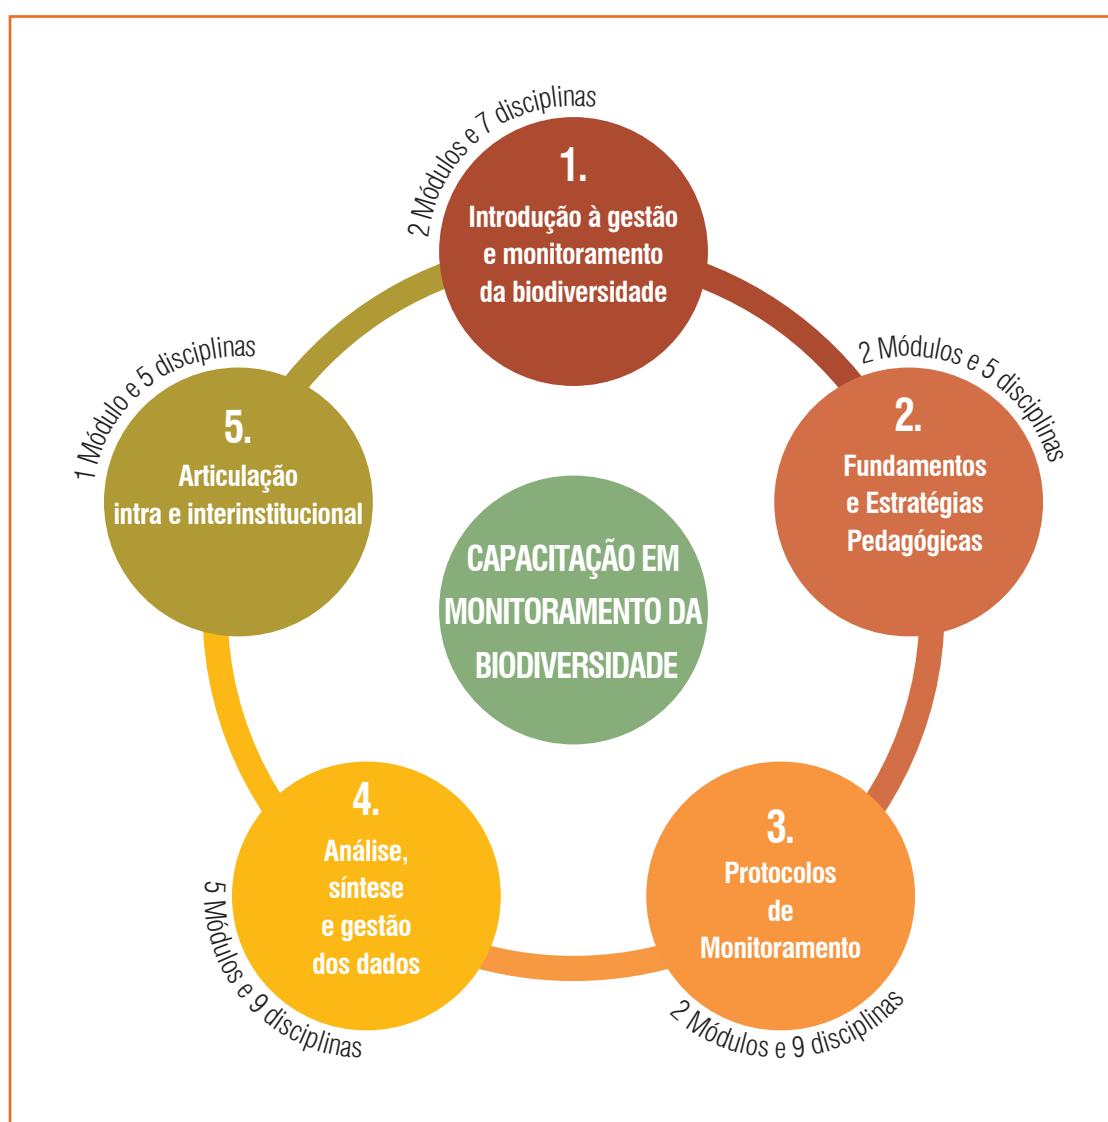 2 Módulos e 7 disciplinas
1.
Introdução à gestão
e monitoramento
da biodiversidade
2 Módulos e 5 disciplinas
2.
Fundamentos
e Estratégias
Pedagógicas
2 Módulos e 9 disciplinas
3.
Protocolos
de
Monitoramento
5 Módulos e 9 disciplinas
4.
Análise,
síntese
e gestão
dos dados
1 Módulo e 5 disciplinas
5.
Articulação
intra e interinstitucional
CAPACITAÇÃO EM
MONITORAMENTO DA
BIODIVERSIDADE